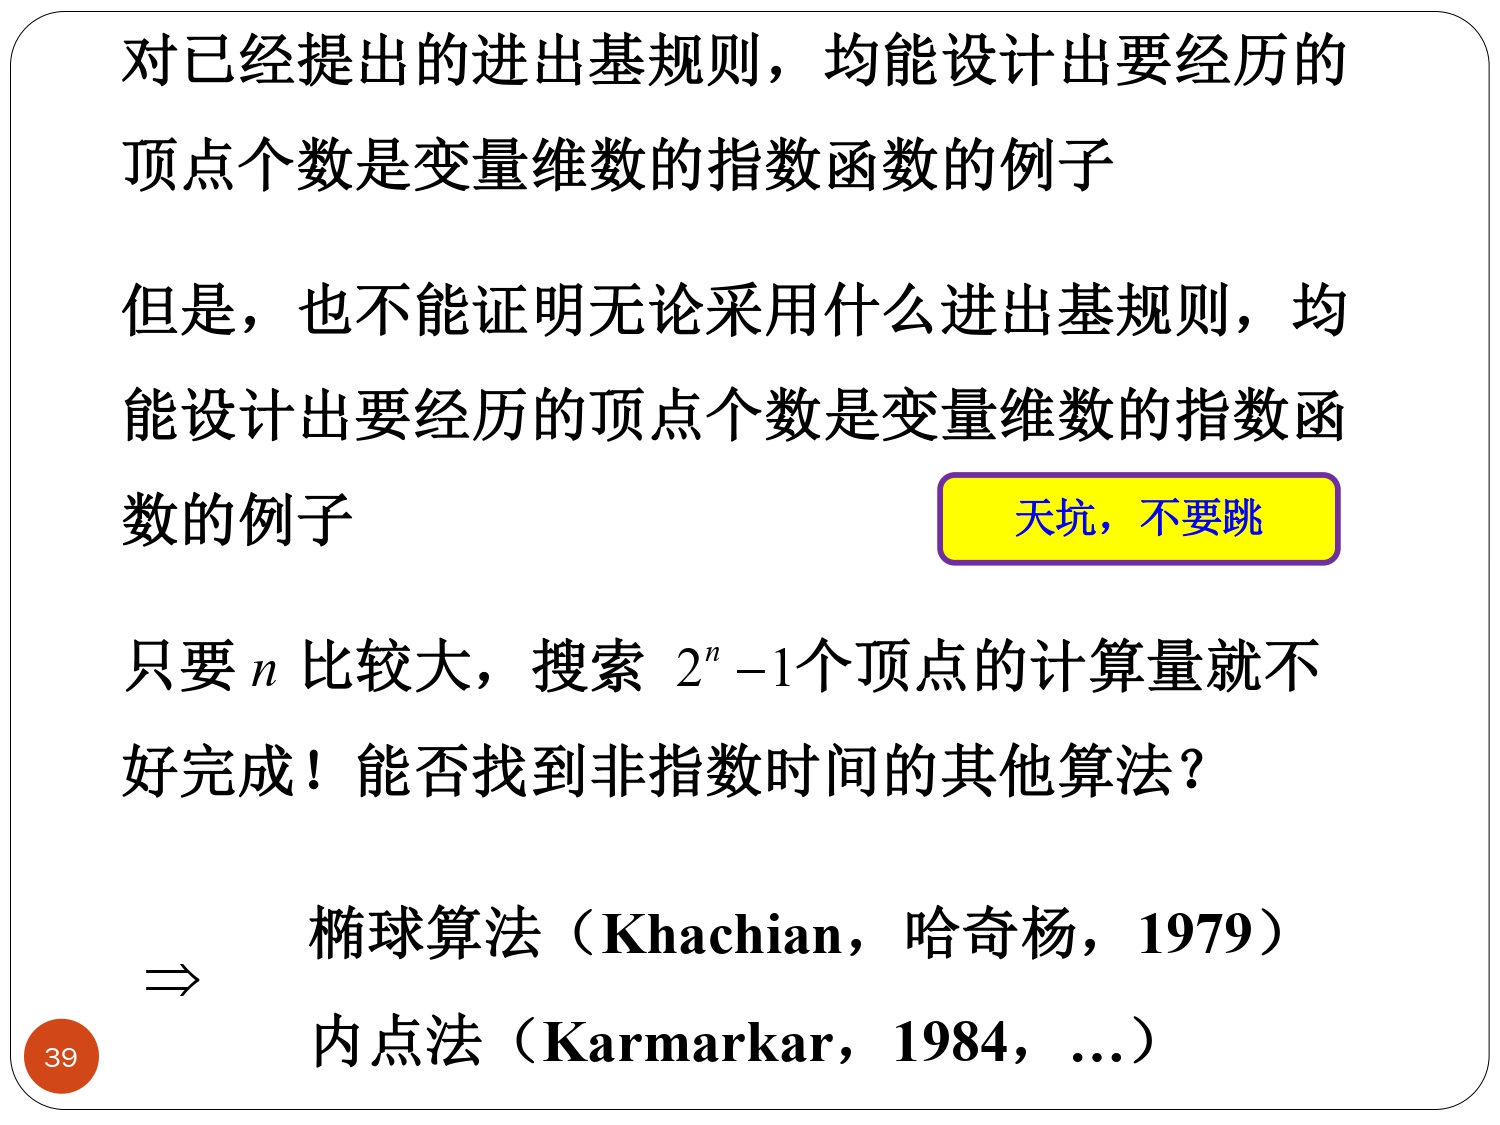 对已经提出的进出基规则，均能设计出要经历的
顶点个数是变量维数的指数函数的例子
但是，也不能证明无论采用什么进出基规则，均
能设计出要经历的顶点个数是变量维数的指数函
数的例子
天坑，不要跳
只要 n 比较大，搜索 2ⁿ −1个顶点的计算量就不
好完成！能否找到非指数时间的其他算法？
椭球算法（Khachian，哈奇杨，1979）
⇒
内点法（Karmarkar，1984，…）
39